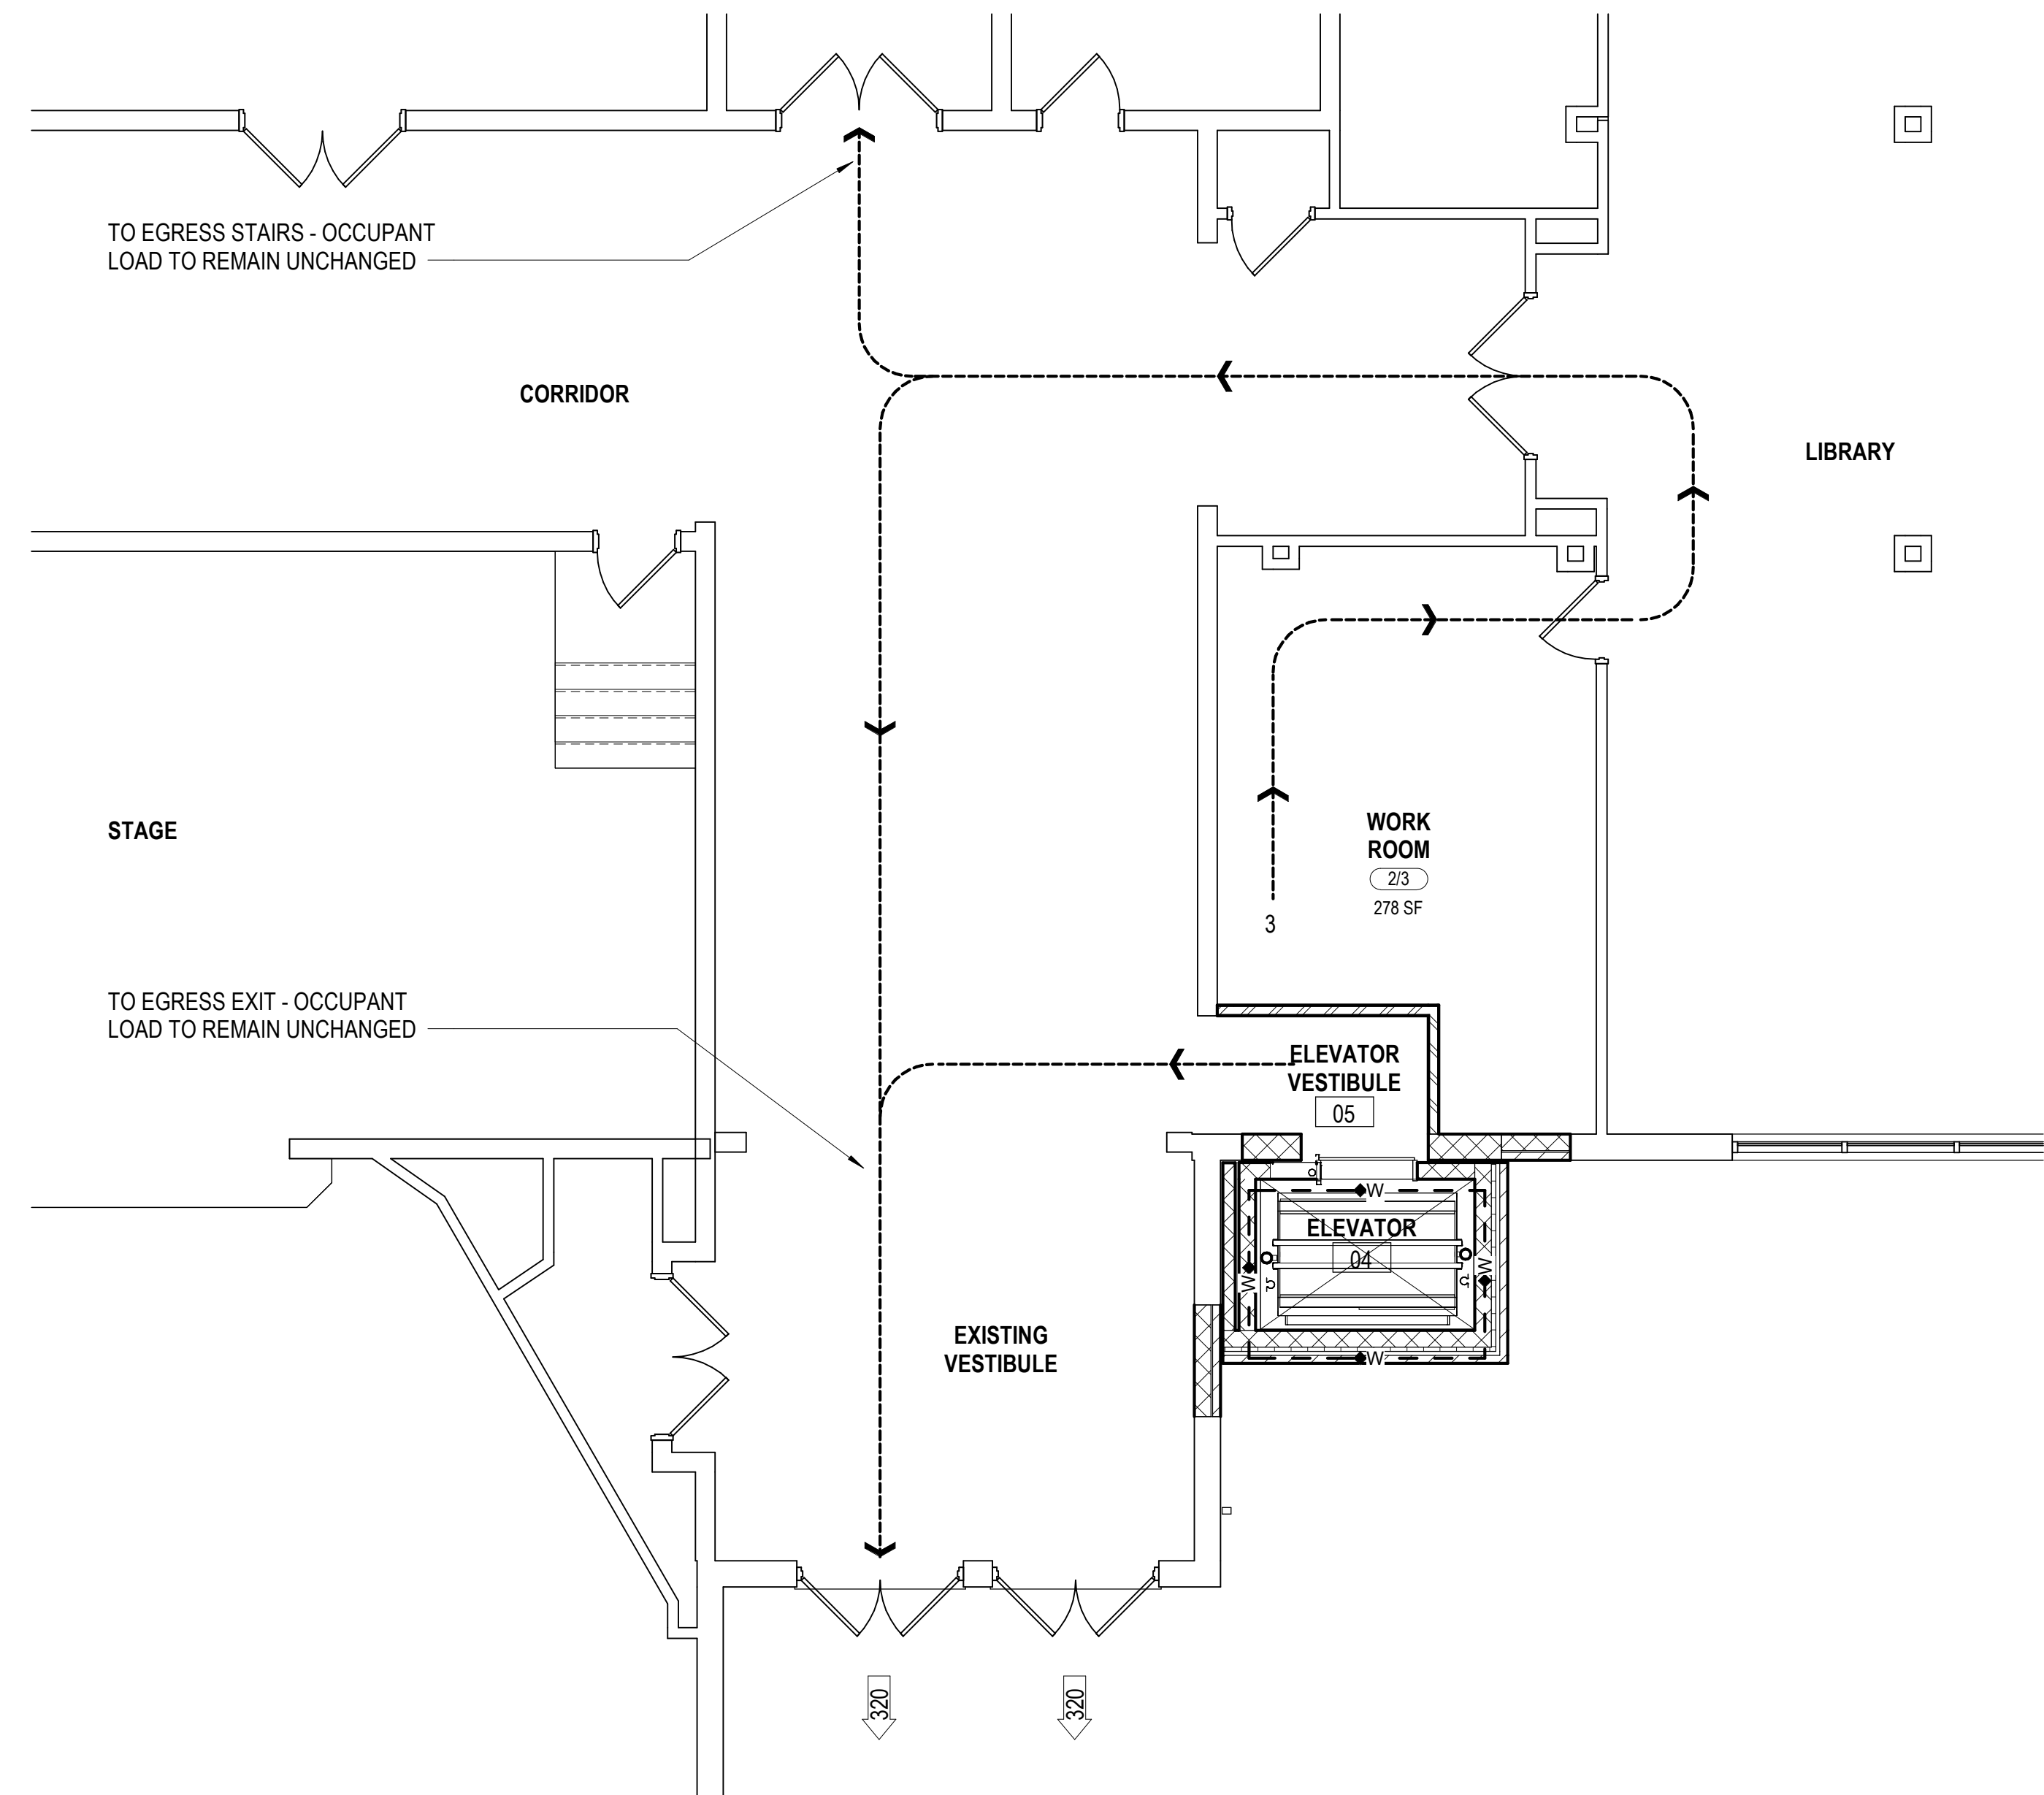 TO EGRESS STAIRS - OCCUPANT
LOAD TO REMAIN UNCHANGED
CORRIDOR
LIBRARY
STAGE
WORK
ROOM
2/3
278 SF
3
TO EGRESS EXIT - OCCUPANT
LOAD TO REMAIN UNCHANGED
ELEVATOR
VESTIBULE
05
W
ELEVATOR
04
W
W
W
EXISTING
VESTIBULE
320
320